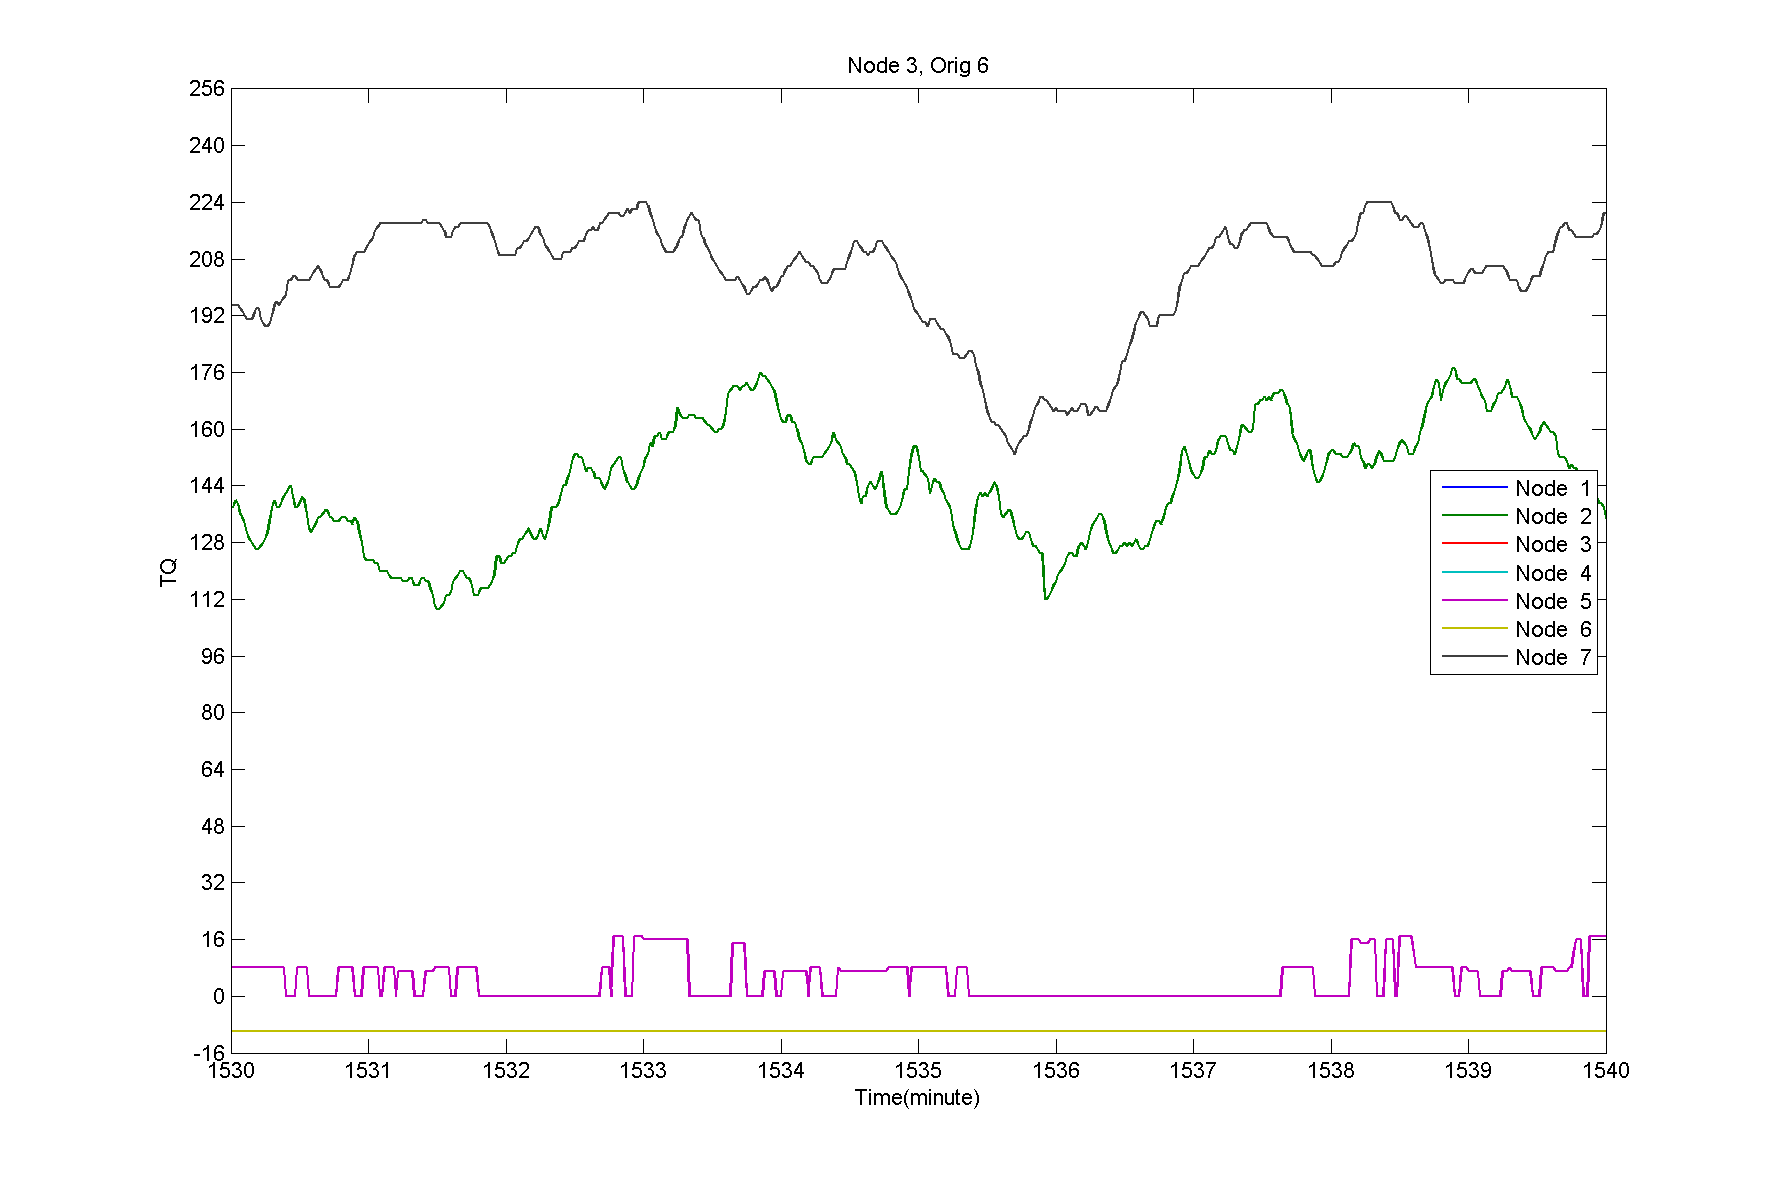 Node 3, Orig 6
256
240
224
208
192
176
160
144
128
112
96
80
64
48
32
16
0
-16
TQ
Node 1
Node 2
Node 3
Node 4
Node 5
Node 6
Node 7
1530 1531 1532 1533 1534 1535 1536 1537 1538 1539 1540
Time(minute)